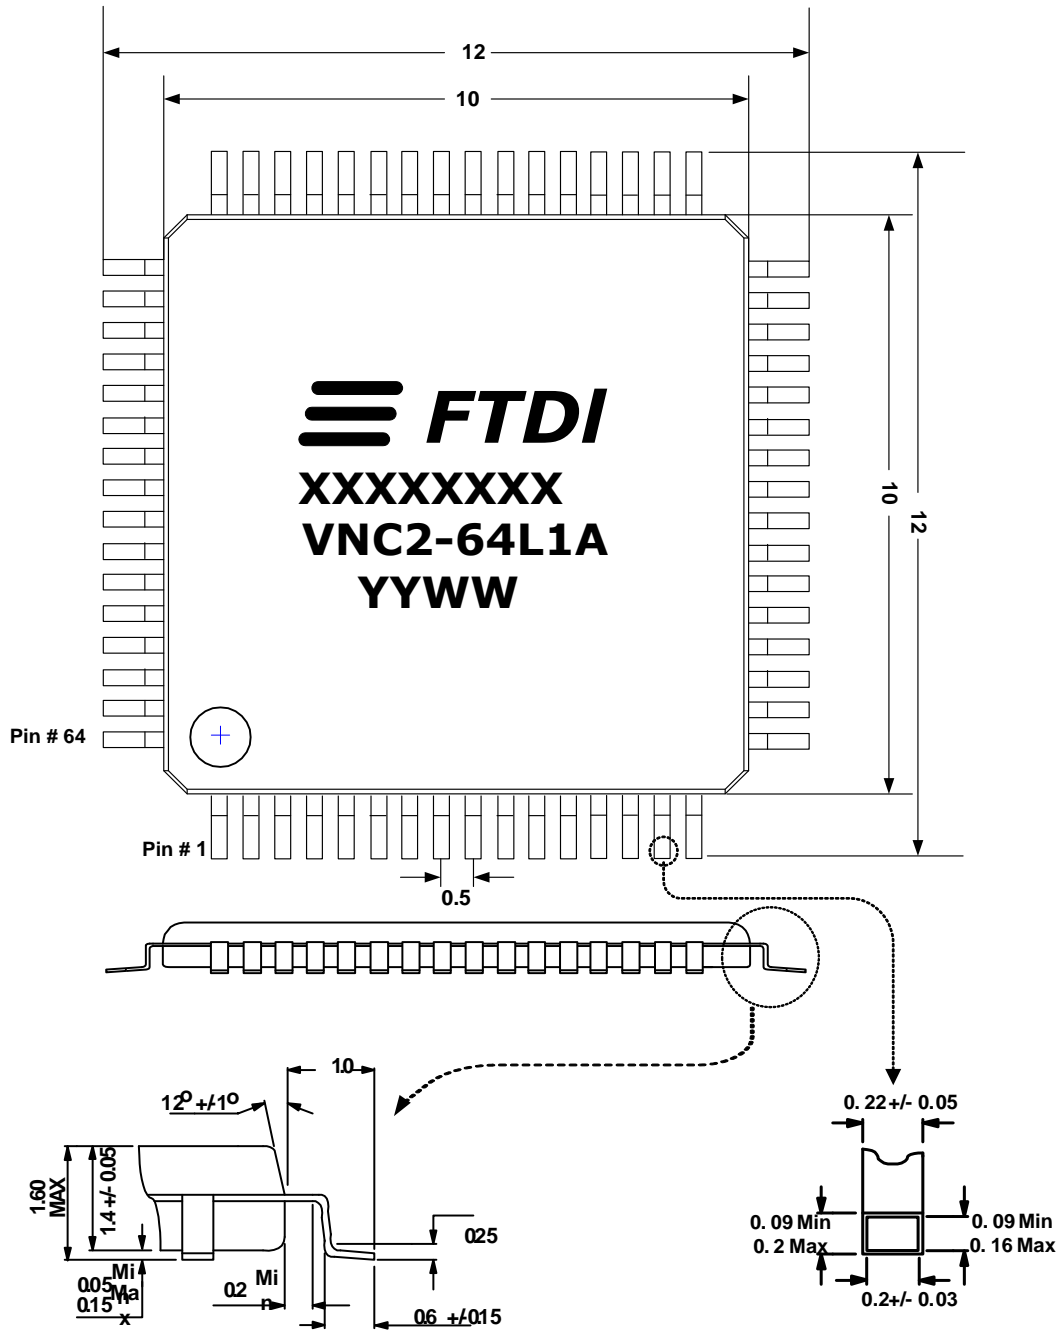 12
10
FTDI
XXXXXXXX
VNC2-64L1A
YYWW
10
12
Pin # 64
Pin # 1
0.5
1.0
12° +/- 1°
1.60
MAX
1.4 +/- 0.05
0.05 Min
0.15 Max
0.2 Min
0.25
0.6 +/- 0.15
0. 22 +/- 0.05
0. 09 Min
0. 2 Max
0. 09 Min
0. 16 Max
0.2 +/- 0.03